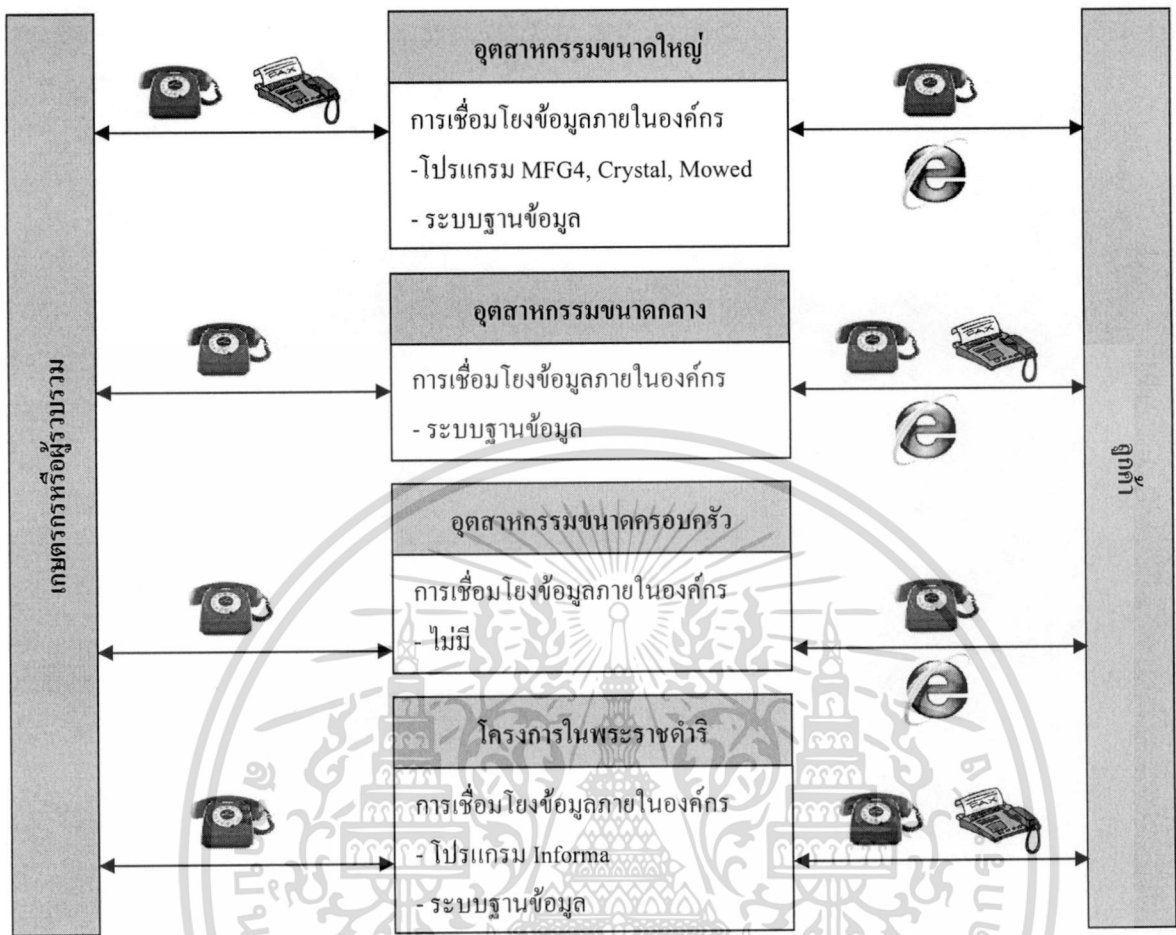 เกษตรกรหรือผู้รวบรวม
อุตสาหกรรมขนาดใหญ่
การเชื่อมโยงข้อมูลภายในองค์กร
-โปรแกรม MFG4, Crystal, Mowed
- ระบบฐานข้อมูล
อุตสาหกรรมขนาดกลาง
การเชื่อมโยงข้อมูลภายในองค์กร
- ระบบฐานข้อมูล
อุตสาหกรรมขนาดครอบครัว
การเชื่อมโยงข้อมูลภายในองค์กร
- ไม่มี
โครงการในพระราชดำริ
การเชื่อมโยงข้อมูลภายในองค์กร
- โปรแกรม Informa
- ระบบฐานข้อมูล
ลูกค้า
FAX
FAX
FAX